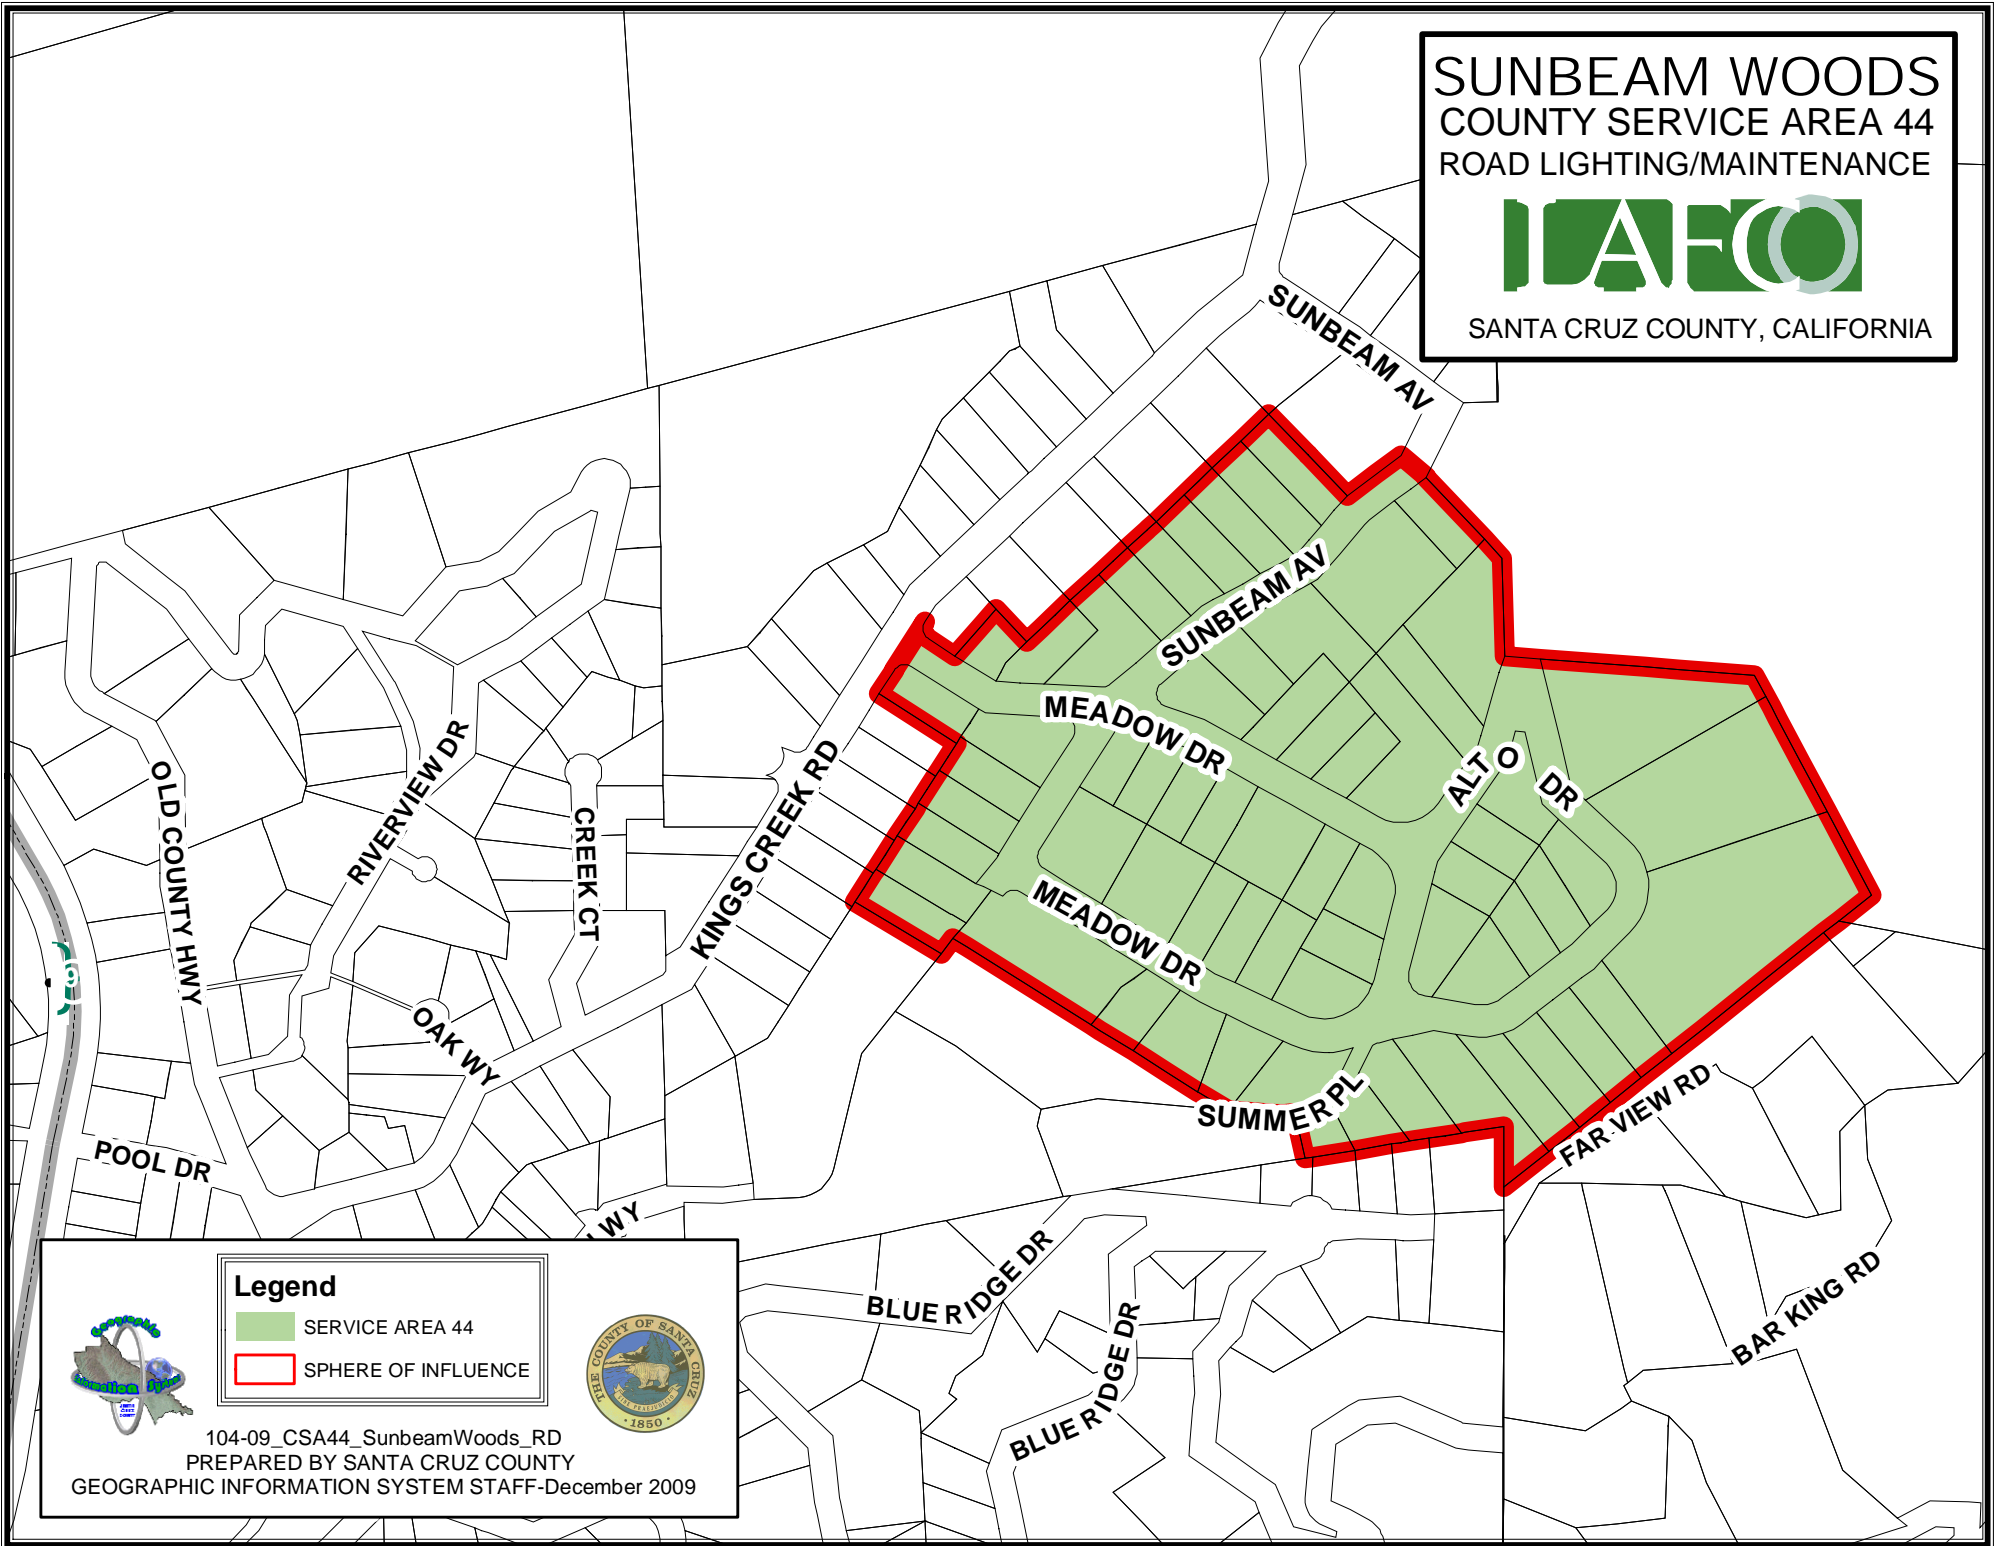 SUNBEAM WOODS
COUNTY SERVICE AREA 44
ROAD LIGHTING/MAINTENANCE
LAFCO
SANTA CRUZ COUNTY, CALIFORNIA
SUNBEAM AV
SUNBEAM AV
MEADOW DR
ALTO DR
MEADOW DR
SUMMER PL
FAR VIEW RD
BAR KING RD
KINGS CREEK RD
RIVERVIEW DR
CREEK CT
OLD COUNTY HWY
OAK WY
POOL DR
WY
BLUE RIDGE DR
BLUE RIDGE DR
9
Legend
SERVICE AREA 44
SPHERE OF INFLUENCE
Geographic
Information System
THE COUNTY OF SANTA CRUZ
1850
104-09_CSA44_SunbeamWoods_RD
PREPARED BY SANTA CRUZ COUNTY
GEOGRAPHIC INFORMATION SYSTEM STAFF-December 2009